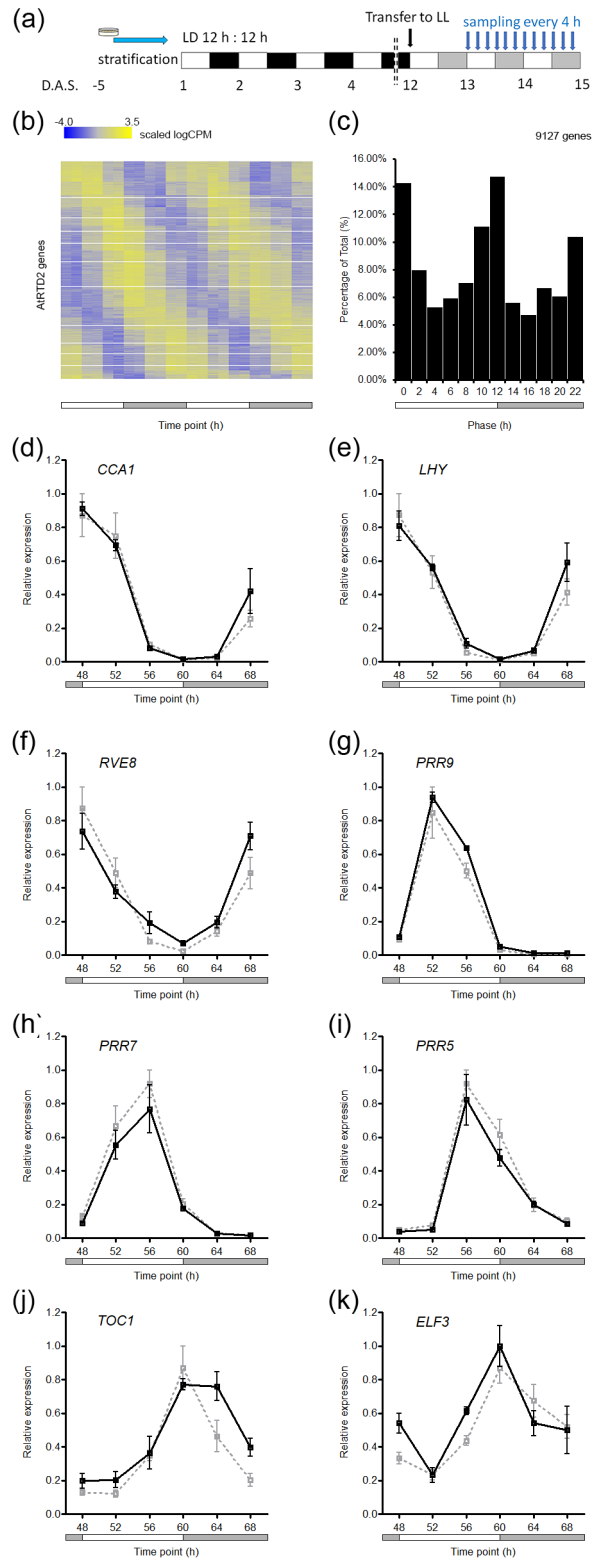 (a)
Transfer to LL
sampling every 4 h
LD 12 h : 12 h
stratification
D.A.S. -5 1 2 3 4 12 13 14 15
(b)
-4.0 3.5
scaled logCPM
AtRTD2 genes
Time point (h)
(c)
9127 genes
Percentage of Total (%)
16.00%
14.00%
12.00%
10.00%
8.00%
6.00%
4.00%
2.00%
0.00%
0 2 4 6 8 10 12 14 16 18 20 22
Phase (h)
(d)
CCA1
Relative expression
1.2
1.0
0.8
0.6
0.4
0.2
0.0
48 52 56 60 64 68
Time point (h)
(e)
LHY
Relative expression
1.2
1.0
0.8
0.6
0.4
0.2
0.0
48 52 56 60 64 68
Time point (h)
(f)
RVE8
Relative expression
1.2
1.0
0.8
0.6
0.4
0.2
0.0
48 52 56 60 64 68
Time point (h)
(g)
PRR9
Relative expression
1.2
1.0
0.8
0.6
0.4
0.2
0.0
48 52 56 60 64 68
Time point (h)
(h)
PRR7
Relative expression
1.2
1.0
0.8
0.6
0.4
0.2
0.0
48 52 56 60 64 68
Time point (h)
(i)
PRR5
Relative expression
1.2
1.0
0.8
0.6
0.4
0.2
0.0
48 52 56 60 64 68
Time point (h)
(j)
TOC1
Relative expression
1.2
1.0
0.8
0.6
0.4
0.2
0.0
48 52 56 60 64 68
Time point (h)
(k)
ELF3
Relative expression
1.2
1.0
0.8
0.6
0.4
0.2
0.0
48 52 56 60 64 68
Time point (h)